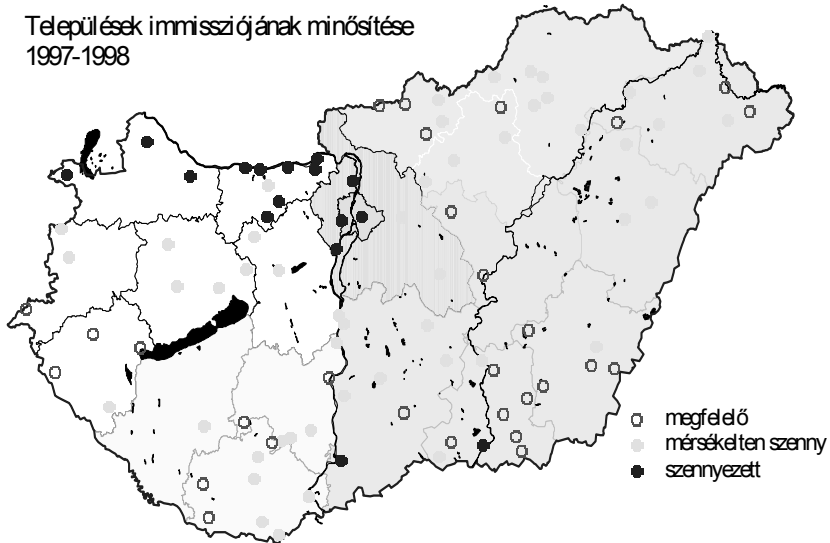 Települések immissziójának minősítése
1997-1998
megfelelő
mérsékelten szenny
szennyezett